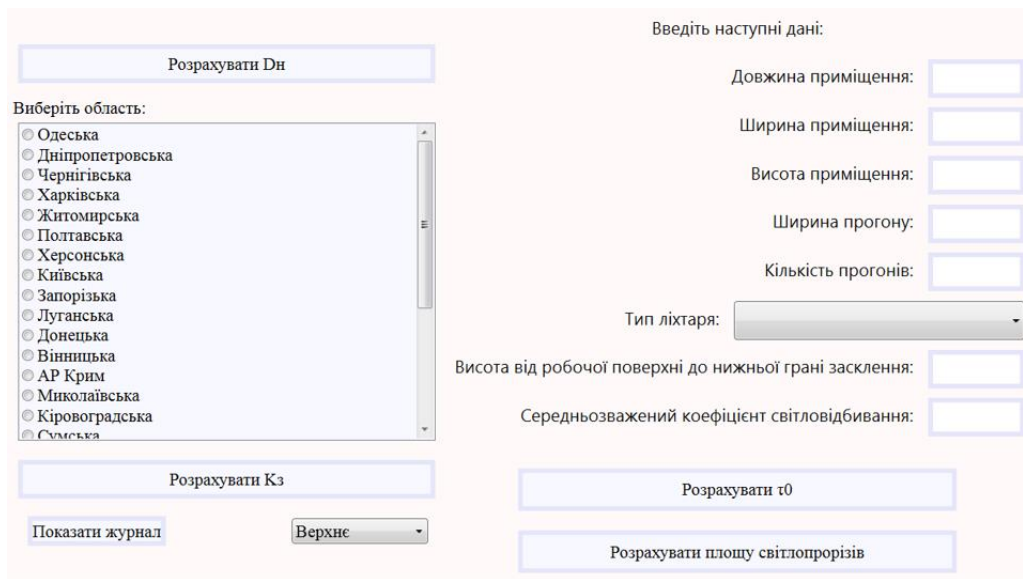 Розрахувати Dн
Виберіть область:
Одеська
Дніпропетровська
Чернігівська
Харківська
Житомирська
Полтавська
Херсонська
Київська
Запорізька
Луганська
Донецька
Вінницька
АР Крим
Миколаївська
Кіровоградська
Сумська
Розрахувати Kз
Показати журнал
Верхнє
Введіть наступні дані:
Довжина приміщення:
Ширина приміщення:
Висота приміщення:
Ширина прогону:
Кількість прогонів:
Тип ліхтаря:
Висота від робочої поверхні до нижньої грані засклення:
Середньозважений коефіцієнт світловідбивання:
Розрахувати τ0
Розрахувати площу світлопрорізів